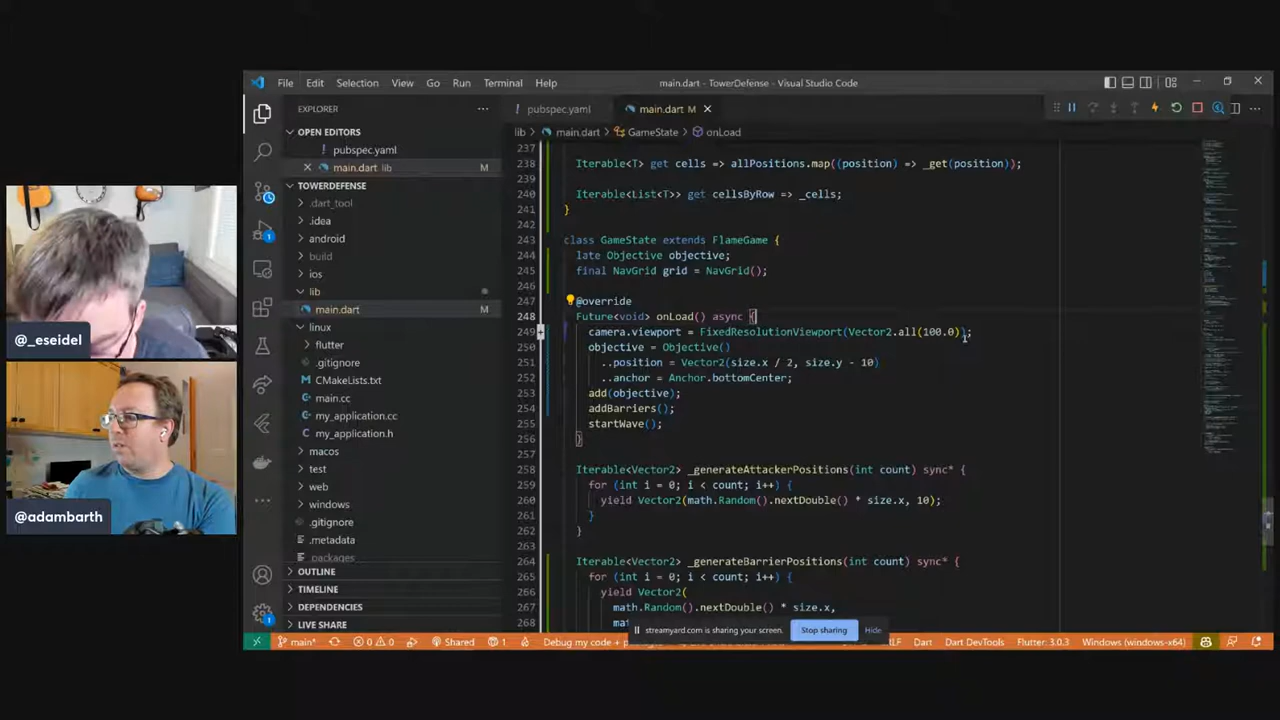 File Edit Selection View Go Run Terminal Help
main.dart - TowerDefense - Visual Studio Code
EXPLORER
OPEN EDITORS
pubspec.yaml
main.dart lib M
TOWERDEFENSE
.dart_tool
.idea
android
build
ios
lib
main.dart M
linux
flutter
.gitignore
CMakeLists.txt
main.cc
my_application.cc
my_application.h
macos
test
web
windows
.gitignore
.metadata
.packages
OUTLINE
TIMELINE
DEPENDENCIES
LIVE SHARE
pubspec.yaml
main.dart M
lib > main.dart > GameState > onLoad
237
238 Iterable<T> get cells => allPositions.map((position) => _get(position));
239
240 Iterable<List<T>> get cellsByRow => _cells;
241 }
242
243 class GameState extends FlameGame {
244 late Objective objective;
245 final NavGrid grid = NavGrid();
246
247 @override
248 Future<void> onLoad() async {
249 camera.viewport = FixedResolutionViewport(Vector2.all(100.0));
250 objective = Objective()
251 ..position = Vector2(size.x / 2, size.y - 10)
252 ..anchor = Anchor.bottomCenter;
253 add(objective);
254 addBarriers();
255 startWave();
256 }
257
258 Iterable<Vector2> _generateAttackerPositions(int count) sync* {
259 for (int i = 0; i < count; i++) {
260 yield Vector2(math.Random().nextDouble() * size.x, 10);
261 }
262 }
263
264 Iterable<Vector2> _generateBarrierPositions(int count) sync* {
265 for (int i = 0; i < count; i++) {
266 yield Vector2(
267 math.Random().nextDouble() * size.x,
268
streamyard.com is sharing your screen. Stop sharing Hide
main* 0 0 Shared 1 Debug my code + Dart Dart DevTools Flutter: 3.0.3 Windows (windows-x64)
@_eseidel
@adambarth